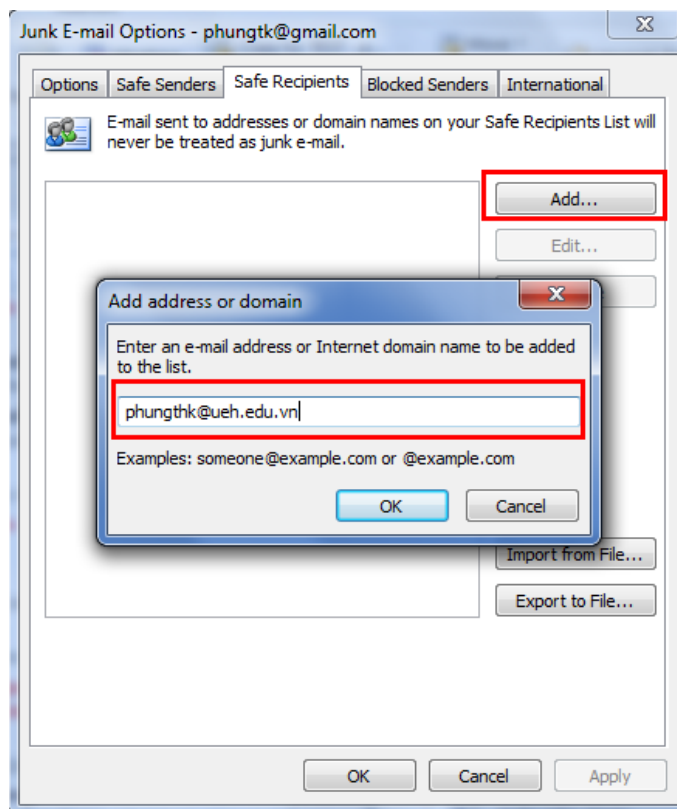 Junk E-mail Options - phungtk@gmail.com
Options Safe Senders Safe Recipients Blocked Senders International
E-mail sent to addresses or domain names on your Safe Recipients List will
never be treated as junk e-mail.
Add...
Edit...
Add address or domain
Enter an e-mail address or Internet domain name to be added
to the list.
phungthk@ueh.edu.vn
Examples: someone@example.com or @example.com
OK Cancel
Import from File...
Export to File...
OK Cancel Apply